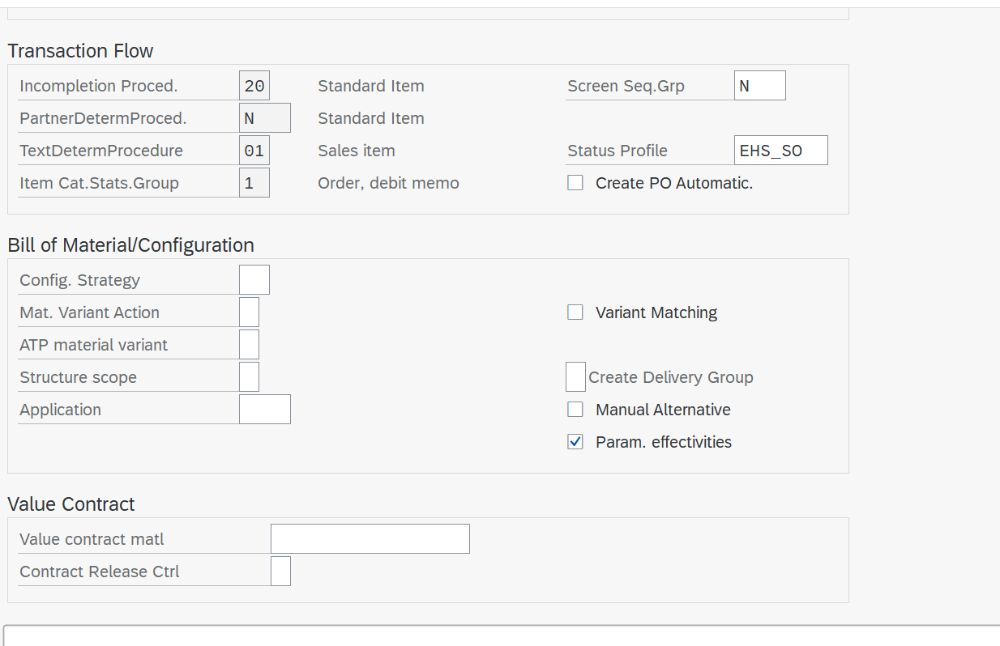 Transaction Flow
Incompletion Proced. 20 Standard Item Screen Seq.Grp N
PartnerDetermProced. N Standard Item
TextDetermProcedure 01 Sales item Status Profile EHS_SO
Item Cat.Stats.Group 1 Order, debit memo Create PO Automatic.
Bill of Material/Configuration
Config. Strategy
Mat. Variant Action Variant Matching
ATP material variant
Structure scope Create Delivery Group
Application Manual Alternative
Param. effectivities
Value Contract
Value contract matl
Contract Release Ctrl